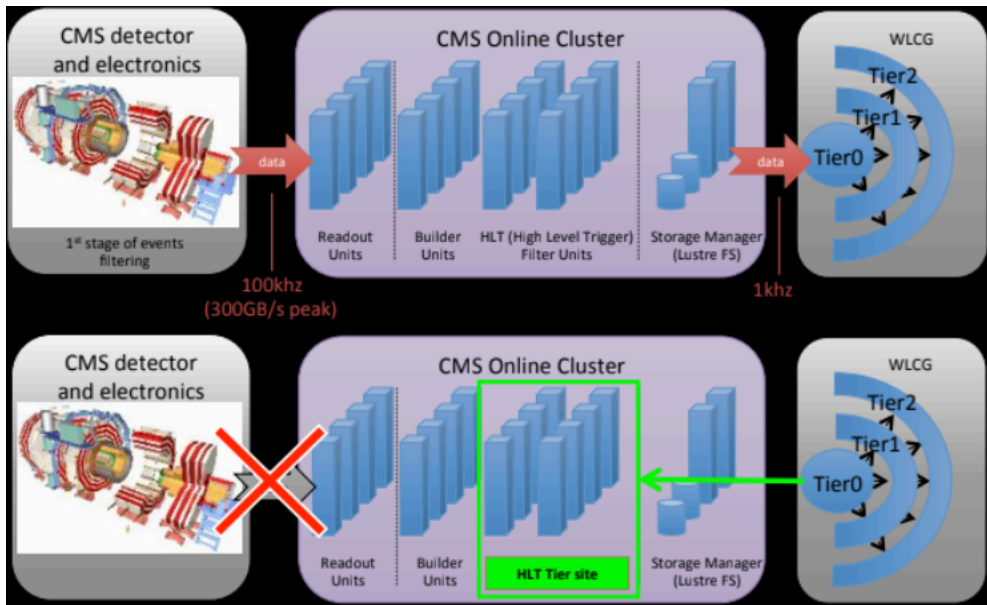 CMS detector
and electronics
1st stage of events
filtering
data
100khz
(300GB/s peak)
CMS Online Cluster
Readout
Units
Builder
Units
HLT (High Level Trigger)
Filter Units
Storage Manager
(Lustre FS)
data
1khz
WLCG
Tier2
Tier1
Tier0
CMS detector
and electronics
CMS Online Cluster
Readout
Units
Builder
Units
HLT Tier site
Storage Manager
(Lustre FS)
WLCG
Tier2
Tier1
Tier0